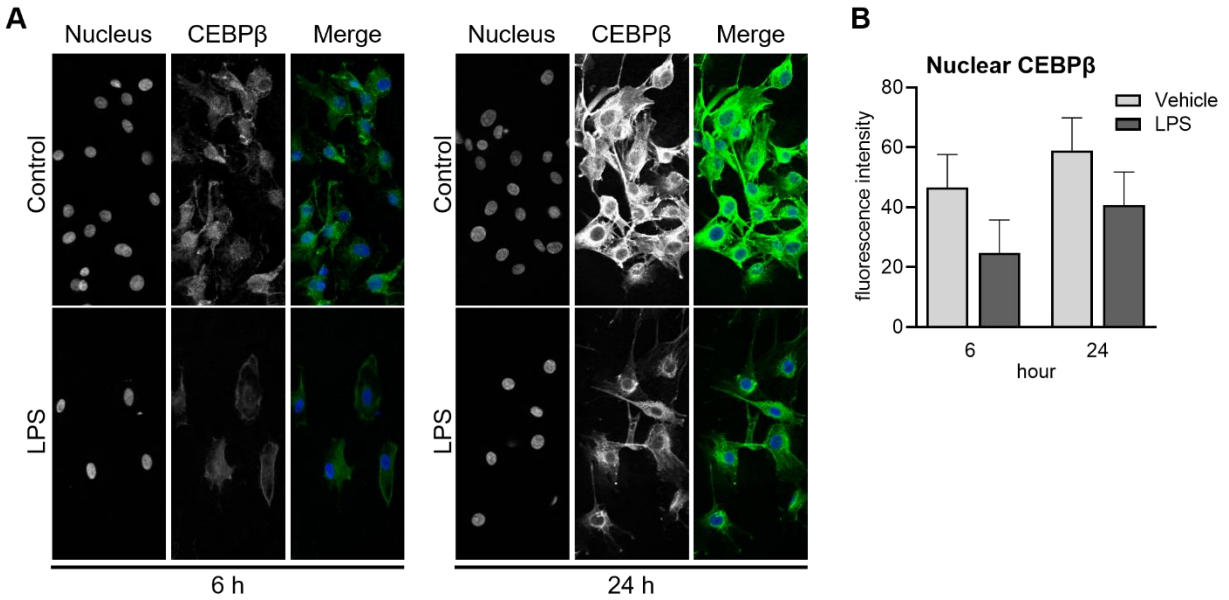 A
Nucleus CEBPβ Merge
Nucleus CEBPβ Merge
Control
Control
LPS
LPS
6 h
24 h
B
Nuclear CEBPβ
fluorescence intensity
80
60
40
20
0
6
24
hour
Vehicle
LPS